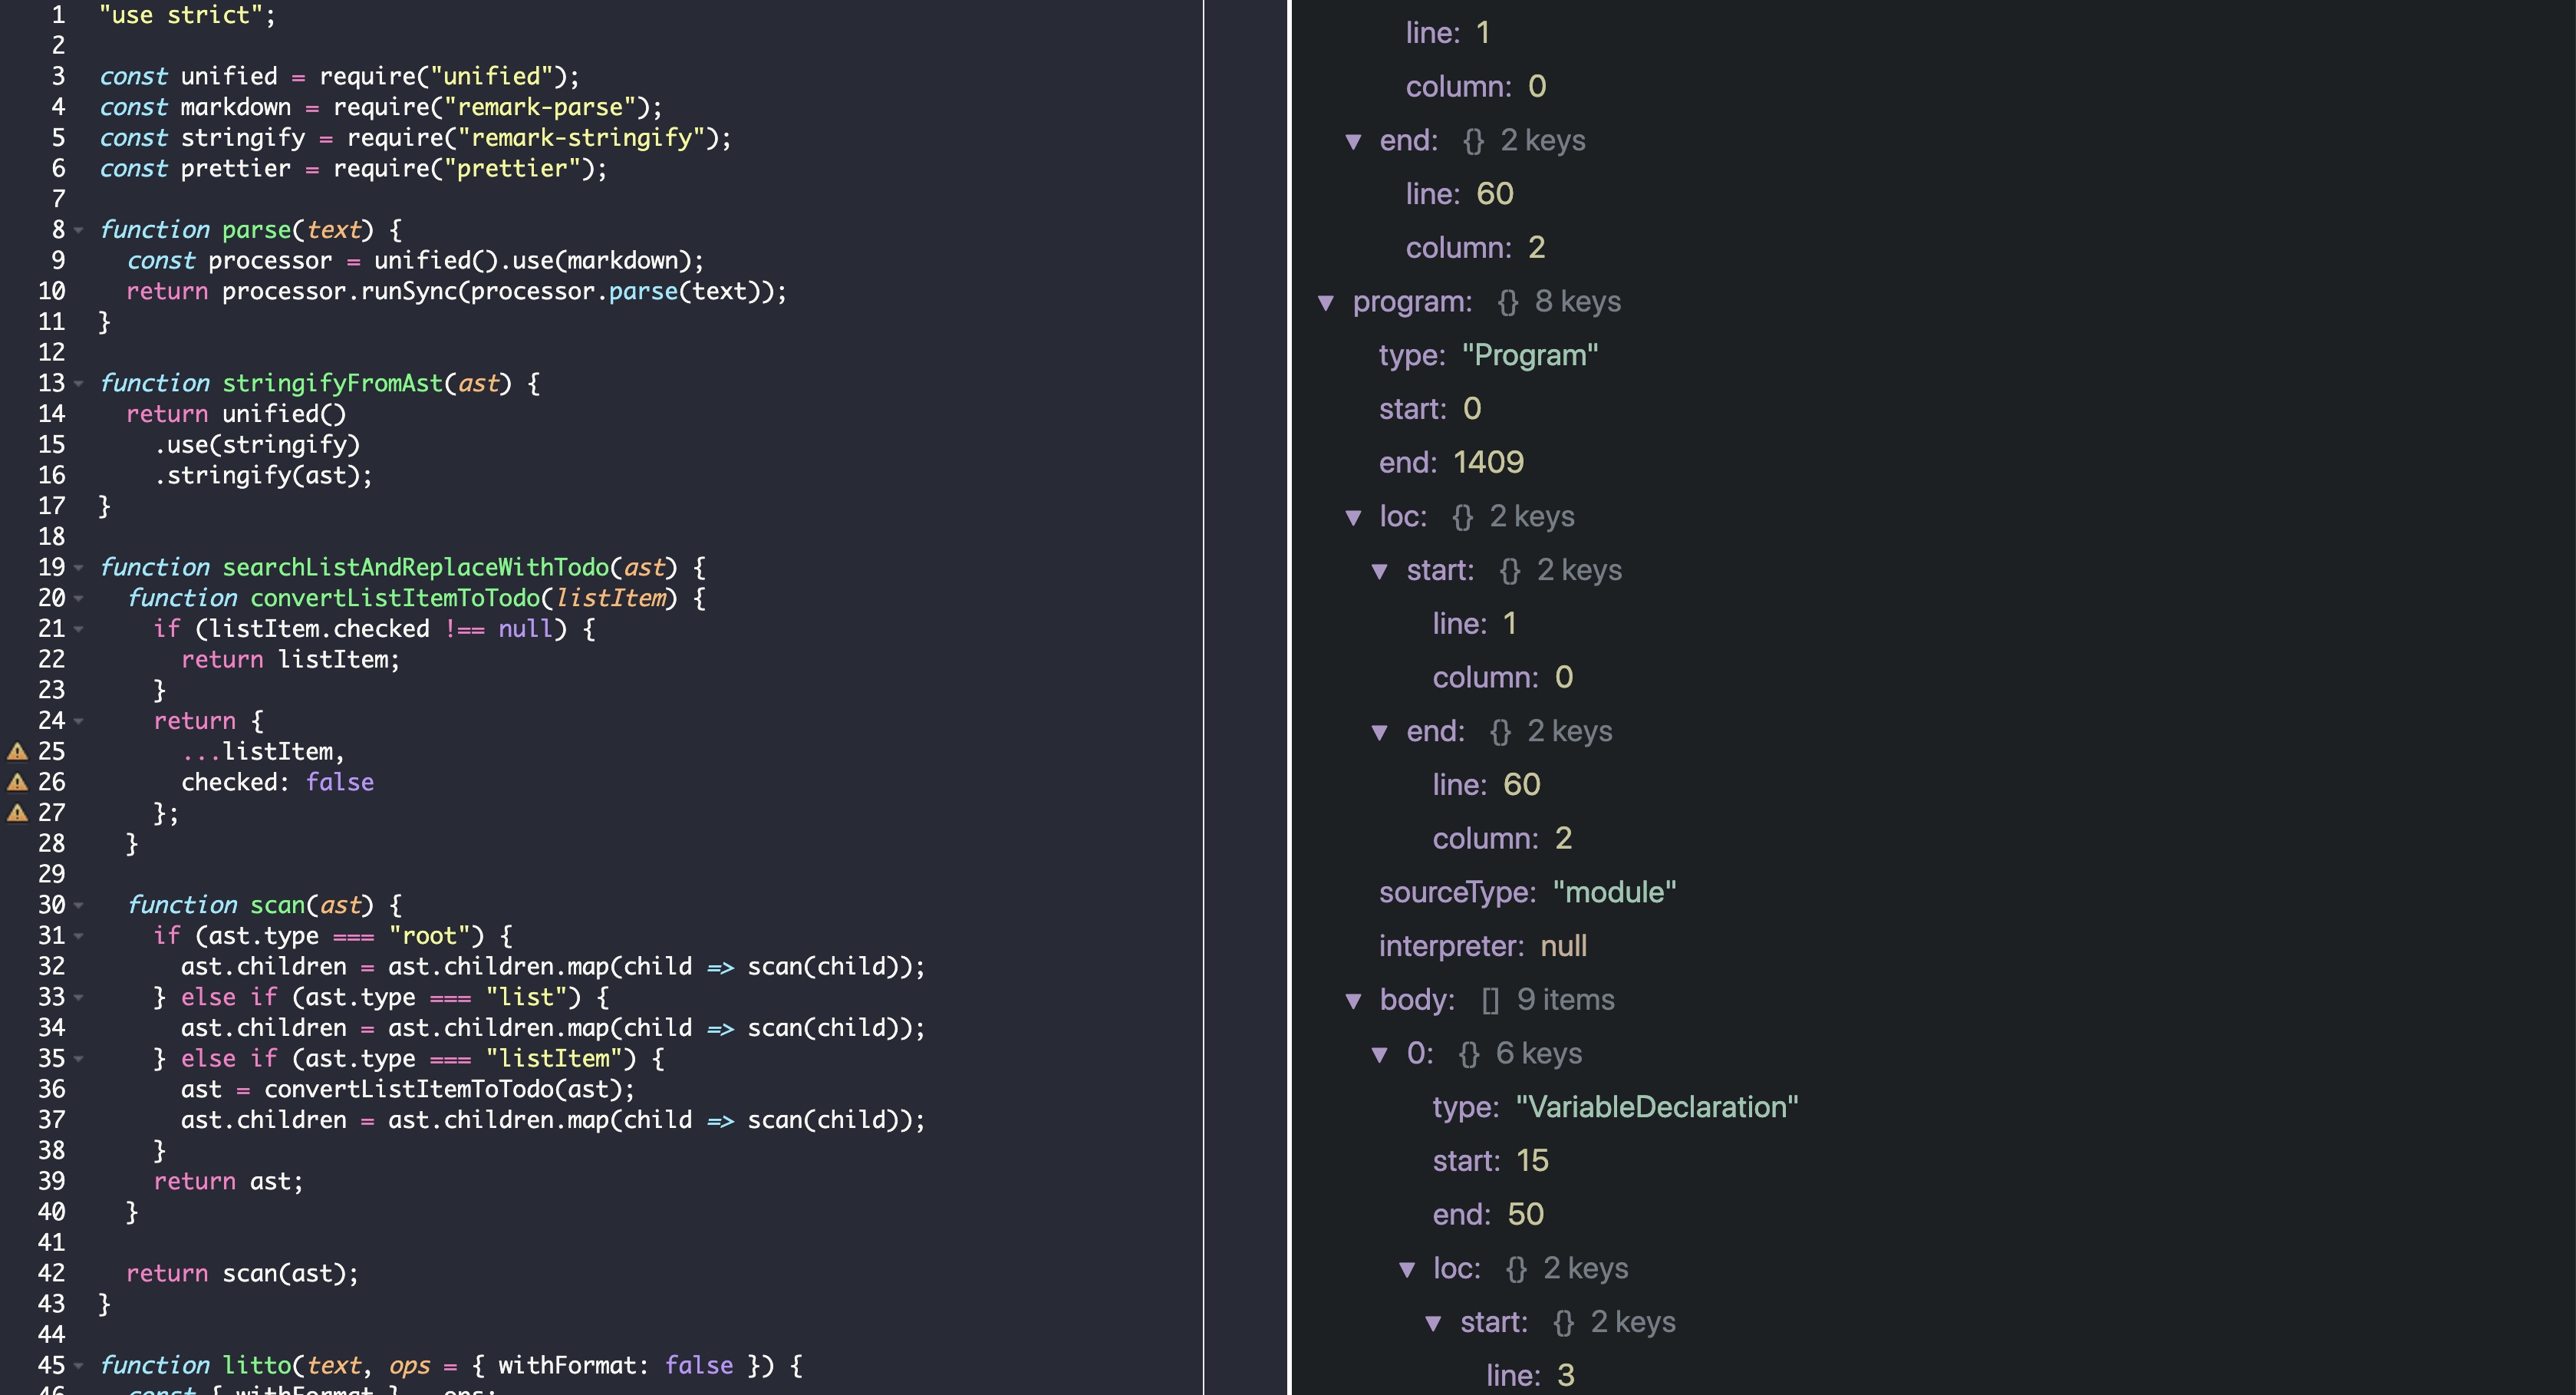 1 "use strict";
2
3 const unified = require("unified");
4 const markdown = require("remark-parse");
5 const stringify = require("remark-stringify");
6 const prettier = require("prettier");
7
8 function parse(text) {
9   const processor = unified().use(markdown);
10   return processor.runSync(processor.parse(text));
11 }
12
13 function stringifyFromAst(ast) {
14   return unified()
15     .use(stringify)
16     .stringify(ast);
17 }
18
19 function searchListAndReplaceWithTodo(ast) {
20   function convertListItemToTodo(listItem) {
21     if (listItem.checked !== null) {
22       return listItem;
23     }
24     return {
25       ...listItem,
26       checked: false
27     };
28   }
29
30   function scan(ast) {
31     if (ast.type === "root") {
32       ast.children = ast.children.map(child => scan(child));
33     } else if (ast.type === "list") {
34       ast.children = ast.children.map(child => scan(child));
35     } else if (ast.type === "listItem") {
36       ast = convertListItemToTodo(ast);
37       ast.children = ast.children.map(child => scan(child));
38     }
39     return ast;
40   }
41
42   return scan(ast);
43 }
44
45 function litto(text, ops = { withFormat: false }) {
46   const { withFormat } = ops;
line: 1
column: 0
▼ end: {} 2 keys
line: 60
column: 2
▼ program: {} 8 keys
type: "Program"
start: 0
end: 1409
▼ loc: {} 2 keys
▼ start: {} 2 keys
line: 1
column: 0
▼ end: {} 2 keys
line: 60
column: 2
sourceType: "module"
interpreter: null
▼ body: [] 9 items
▼ 0: {} 6 keys
type: "VariableDeclaration"
start: 15
end: 50
▼ loc: {} 2 keys
▼ start: {} 2 keys
line: 3